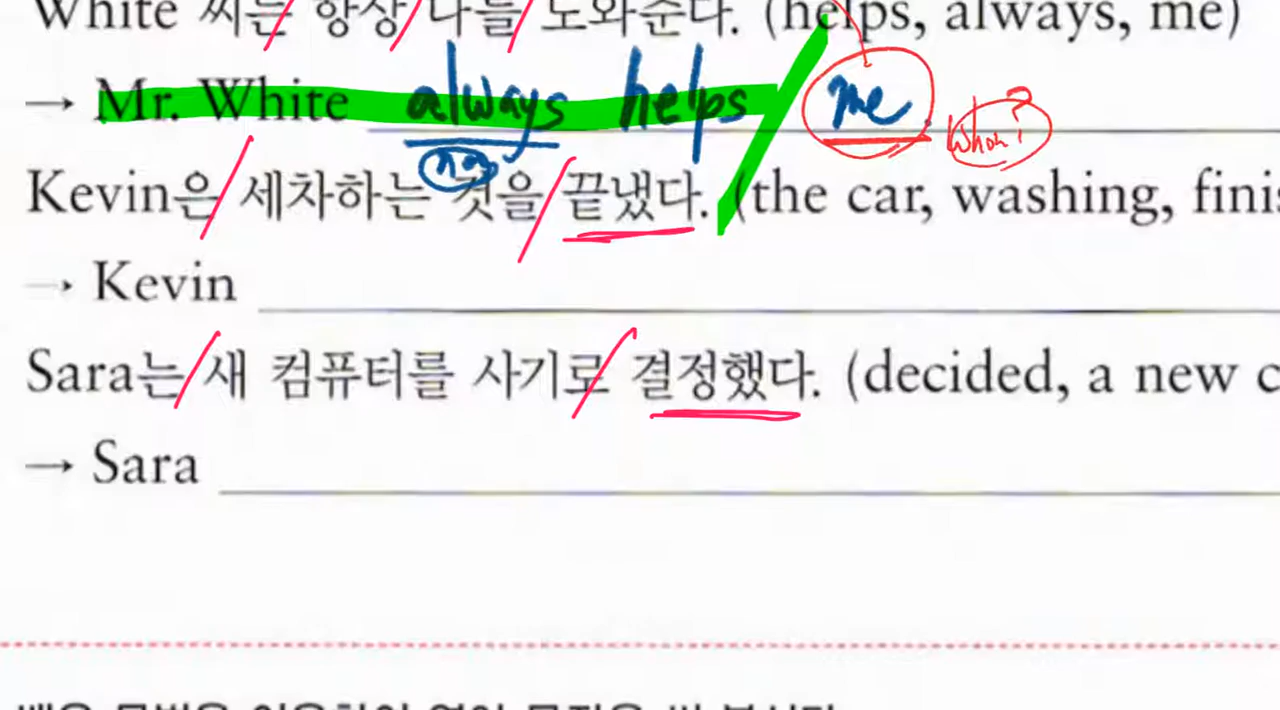 White 씨는 항상 나를 도와준다. (helps, always, me)
→ Mr. White always helps me Whom?
Kevin은 세차하는 것을 끝냈다. (the car, washing, finis
→ Kevin
Sara는 새 컴퓨터를 사기로 결정했다. (decided, a new c
→ Sara